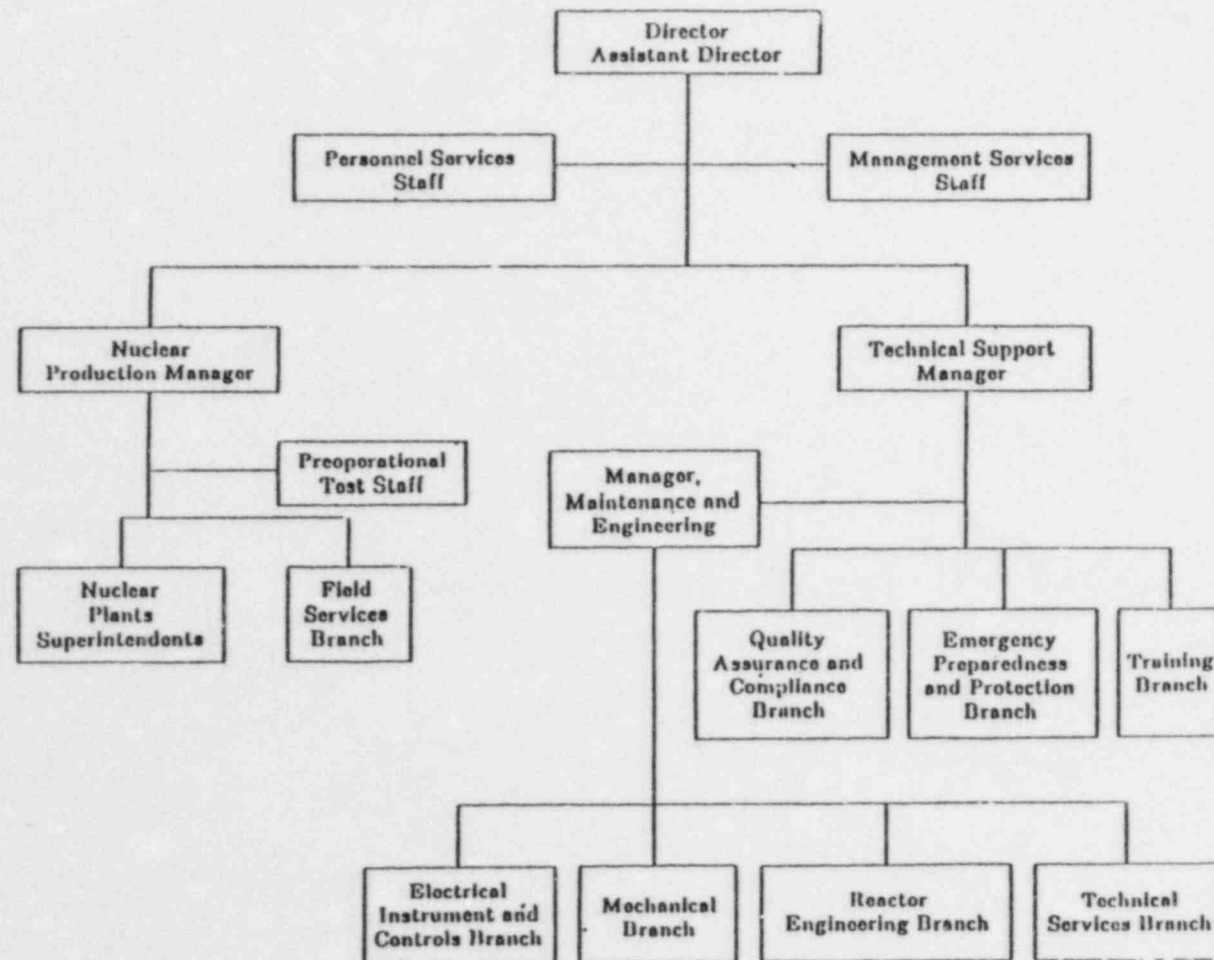 Director
Assistant Director
Personnel Services
Staff
Management Services
Staff
Nuclear
Production Manager
Technical Support
Manager
Preoperational
Test Staff
Manager,
Maintenance and
Engineering
Nuclear
Plants
Superintendents
Field
Services
Branch
Quality
Assurance and
Compliance
Branch
Emergency
Preparedness
and Protection
Branch
Training
Branch
Electrical
Instrument and
Controls Branch
Mechanical
Branch
Reactor
Engineering Branch
Technical
Services Branch